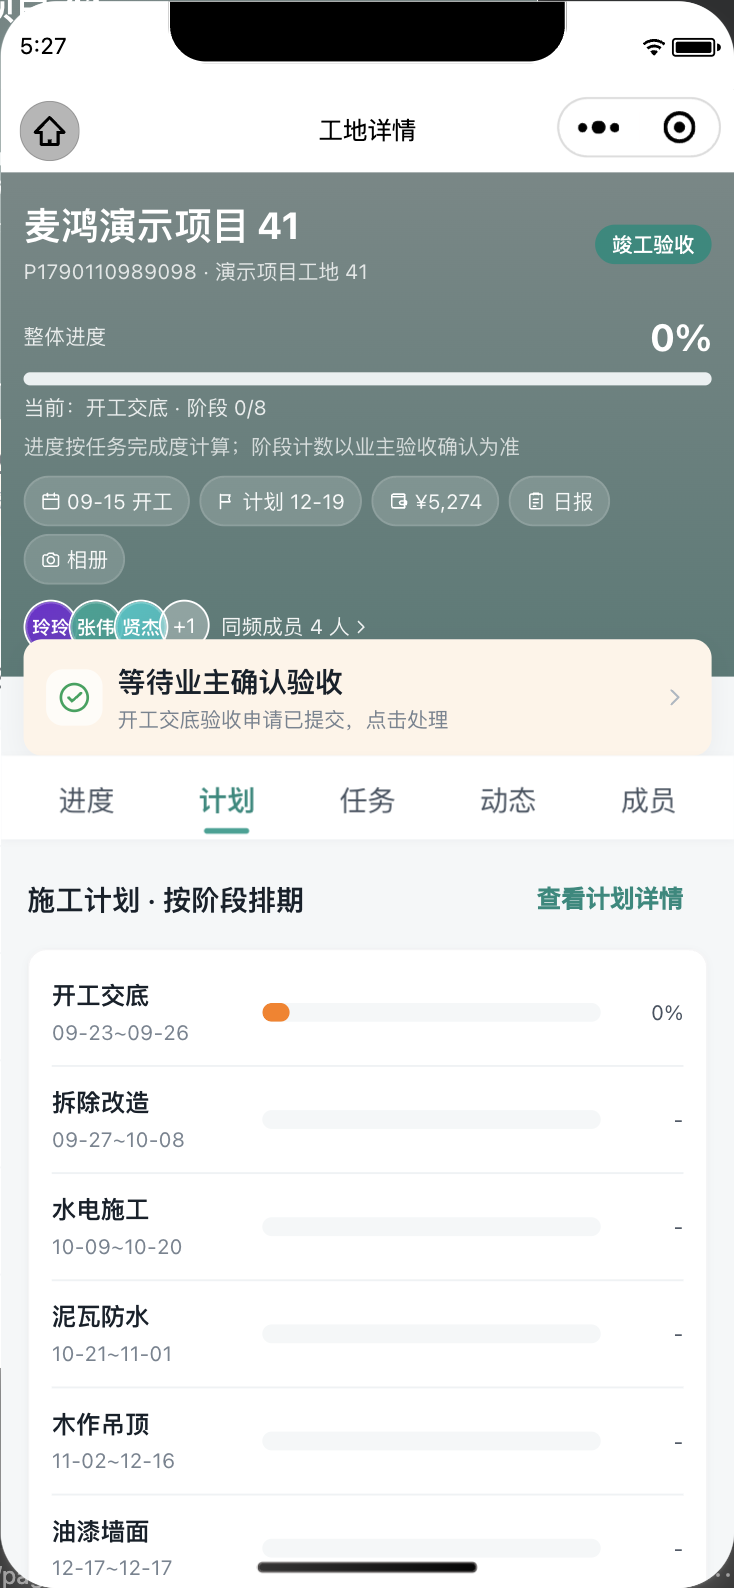 5:27
工地详情
麦鸿演示项目 41
竣工验收
P1790110989098 · 演示项目工地 41
整体进度
0%
当前：开工交底 · 阶段 0/8
进度按任务完成度计算；阶段计数以业主验收确认为准
09-15 开工
计划 12-19
¥5,274
日报
相册
玲玲
张伟
贤杰
+1
同频成员 4 人
等待业主确认验收
开工交底验收申请已提交，点击处理
进度
计划
任务
动态
成员
施工计划 · 按阶段排期
查看计划详情
开工交底
09-23~09-26
0%
拆除改造
09-27~10-08
-
水电施工
10-09~10-20
-
泥瓦防水
10-21~11-01
-
木作吊顶
11-02~12-16
-
油漆墙面
12-17~12-17
-